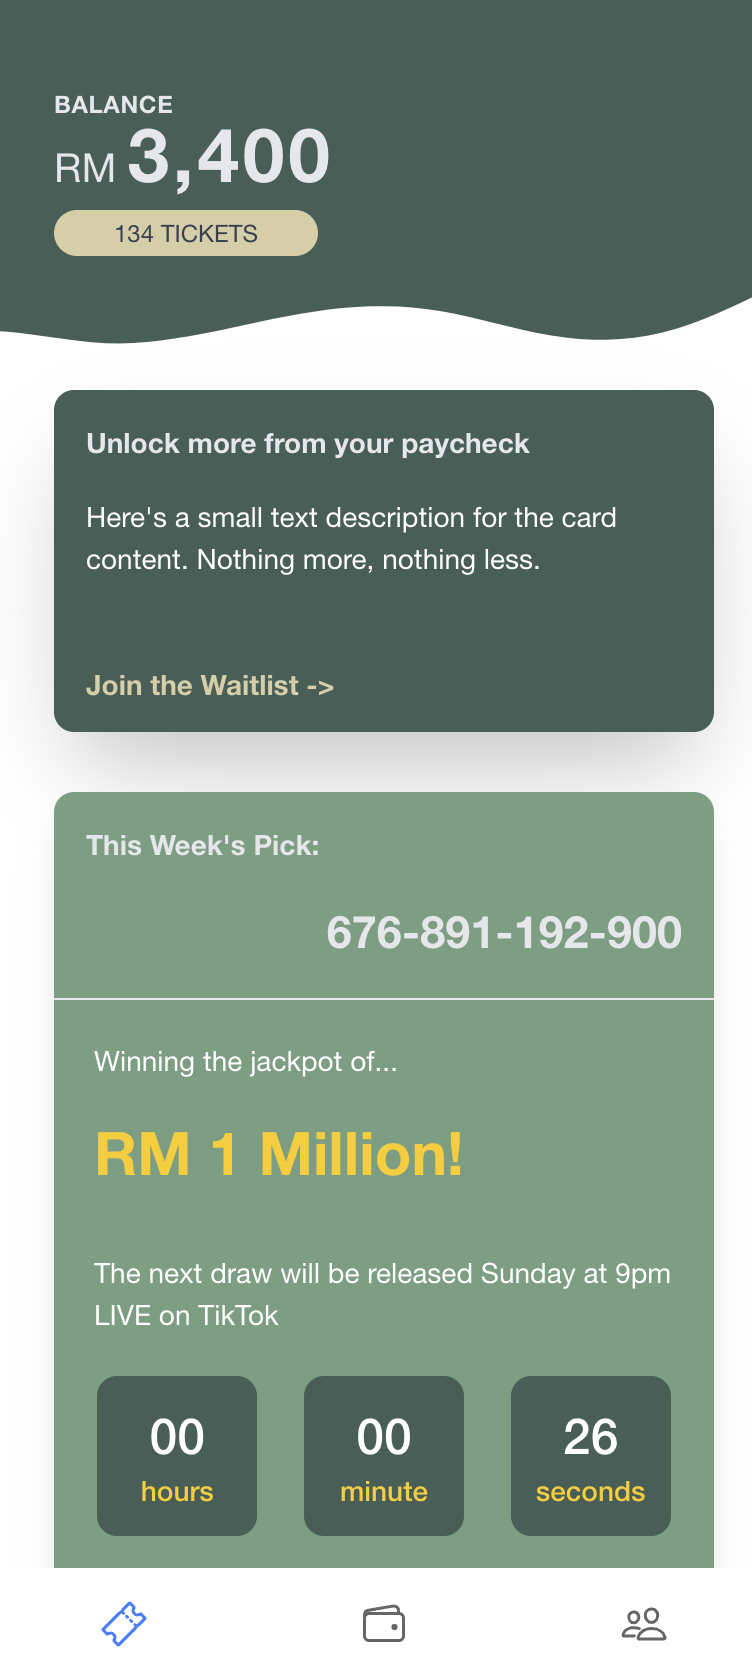 BALANCE
RM 3,400
134 TICKETS
Unlock more from your paycheck
Here's a small text description for the card
content. Nothing more, nothing less.
Join the Waitlist ->
This Week's Pick:
676-891-192-900
Winning the jackpot of...
RM 1 Million!
The next draw will be released Sunday at 9pm
LIVE on TikTok
00 00 26
hours minute seconds